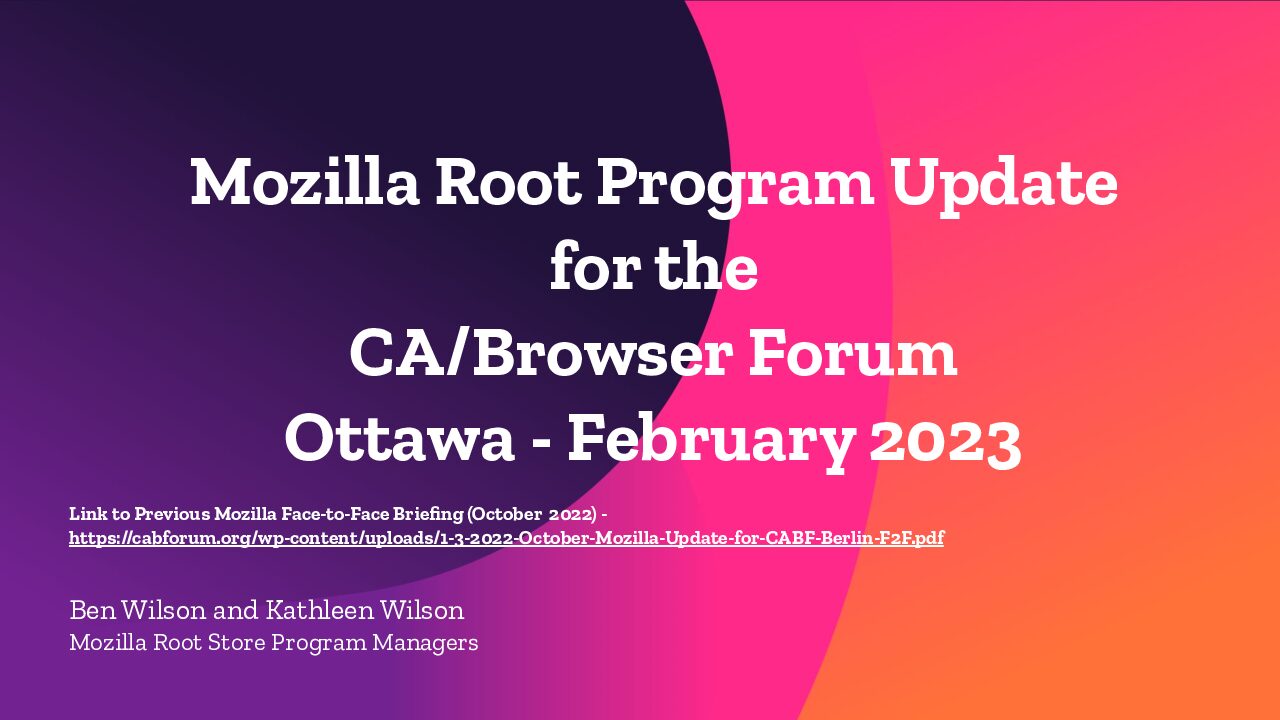 Mozilla Root Program Update
for the
CA/Browser Forum
Ottawa - February 2023
Link to Previous Mozilla Face-to-Face Briefing (October 2022) -
https://cabforum.org/wp-content/uploads/1-3-2022-October-Mozilla-Update-for-CABF-Berlin-F2F.pdf
Ben Wilson and Kathleen Wilson
Mozilla Root Store Program Managers